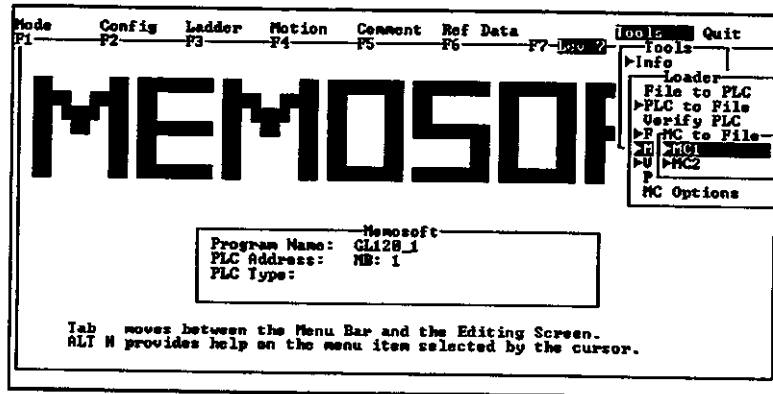 Mode Config Ladder Motion Comment Ref Data Tools Quit
F1 F2 F3 F4 F5 F6 F7-Lev ? Tools
Info
Loader
File to PLC
PLC to File
Verify PLC
F MC to File
M MC1
V MC2
P
MC Options
MEMOSOF
Memosoft
Program Name: GL120_1
PLC Address: MB: 1
PLC Type:
Tab moves between the Menu Bar and the Editing Screen.
ALT H provides help on the menu item selected by the cursor.